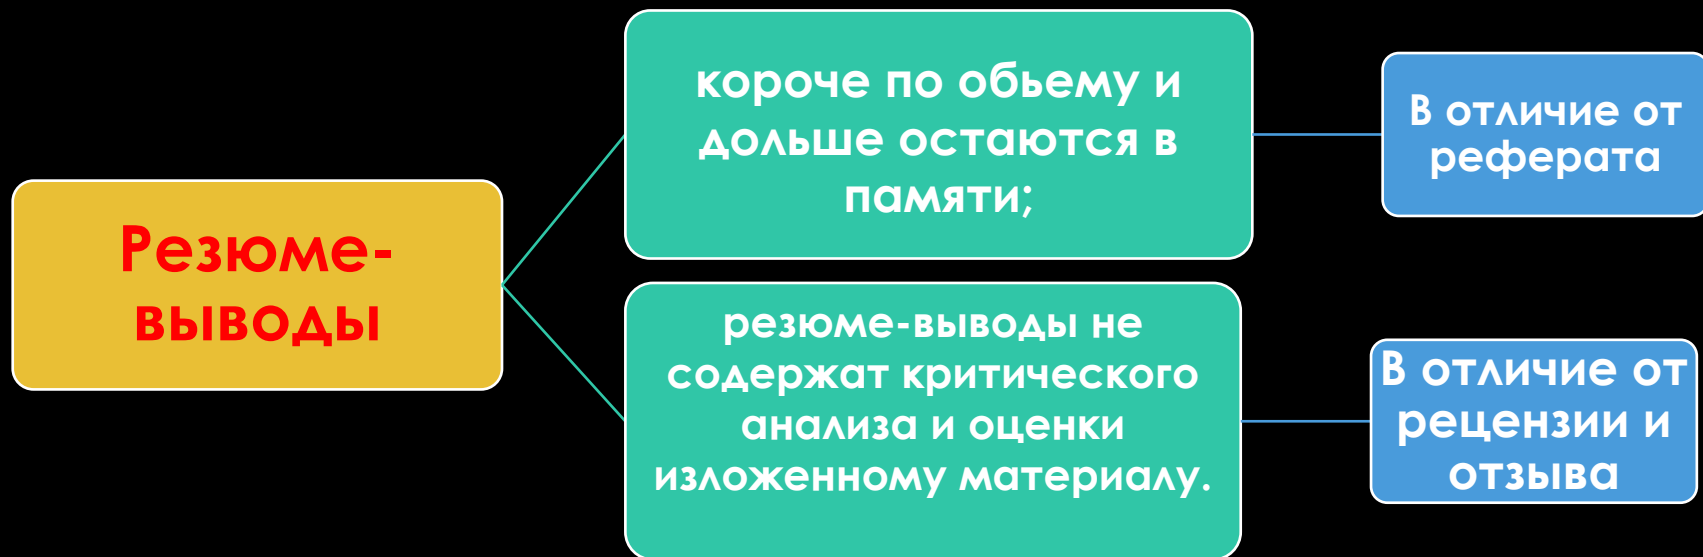 Резюме-
выводы
короче по обьему и
дольше остаются в
памяти;
В отличие от
реферата
резюме-выводы не
содержат критического
анализа и оценки
изложенному материалу.
В отличие от
рецензии и
отзыва